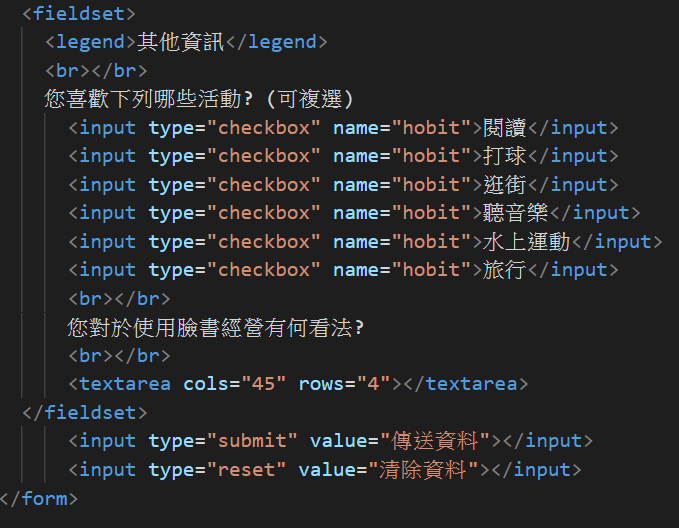 <fieldset>
<legend>其他資訊</legend>
<br></br>
您喜歡下列哪些活動? (可複選)
<input type="checkbox" name="hobit">閱讀</input>
<input type="checkbox" name="hobit">打球</input>
<input type="checkbox" name="hobit">逛街</input>
<input type="checkbox" name="hobit">聽音樂</input>
<input type="checkbox" name="hobit">水上運動</input>
<input type="checkbox" name="hobit">旅行</input>
<br></br>
您對於使用臉書經營有何看法?
<br></br>
<textarea cols="45" rows="4"></textarea>
</fieldset>
<input type="submit" value="傳送資料"></input>
<input type="reset" value="清除資料"></input>
</form>